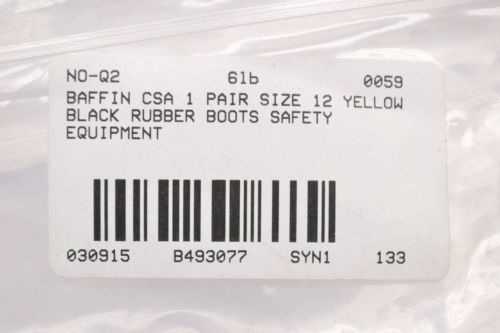 NO-Q2 6lb 0059
BAFFIN CSA 1 PAIR SIZE 12 YELLOW
BLACK RUBBER BOOTS SAFETY
EQUIPMENT
030915 B493077 SYN1 133